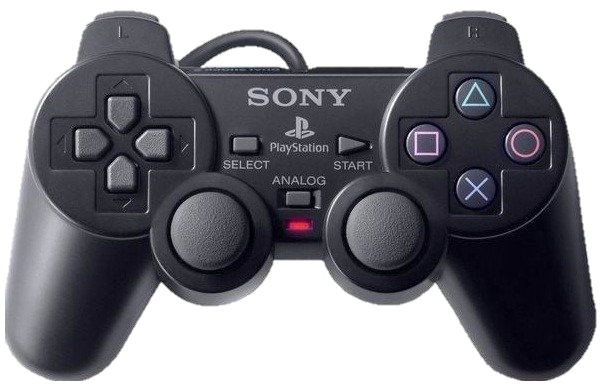 L
R
SONY
PlayStation
SELECT
START
ANALOG